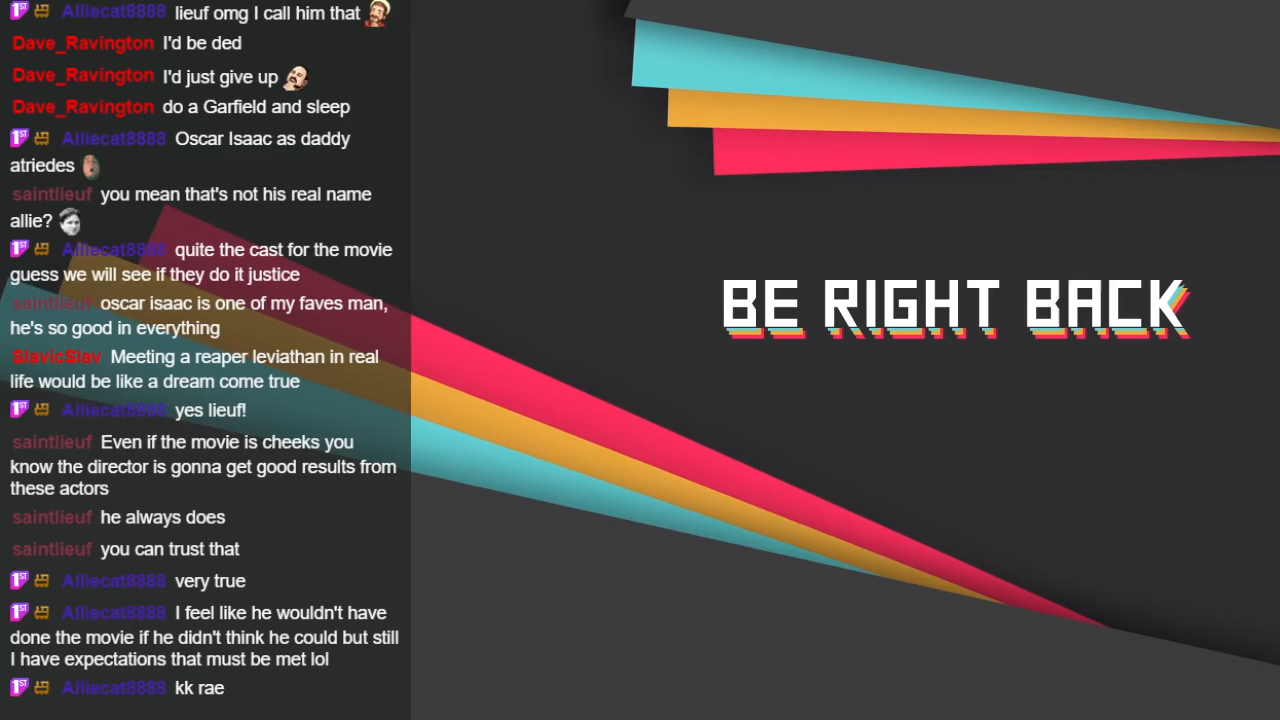 1ST Alliecat8888 lieuf omg I call him that
Dave_Ravington I'd be ded
Dave_Ravington I'd just give up
Dave_Ravington do a Garfield and sleep
1ST Alliecat8888 Oscar Isaac as daddy
atriedes
saintlieuf you mean that's not his real name
allie?
1ST Alliecat8888 quite the cast for the movie
guess we will see if they do it justice
saintlieuf oscar isaac is one of my faves man,
he's so good in everything
SlavicSlav Meeting a reaper leviathan in real
life would be like a dream come true
1ST Alliecat8888 yes lieuf!
saintlieuf Even if the movie is cheeks you
know the director is gonna get good results from
these actors
saintlieuf he always does
saintlieuf you can trust that
1ST Alliecat8888 very true
1ST Alliecat8888 I feel like he wouldn't have
done the movie if he didn't think he could but still
I have expectations that must be met lol
1ST Alliecat8888 kk rae
BE RIGHT BACK